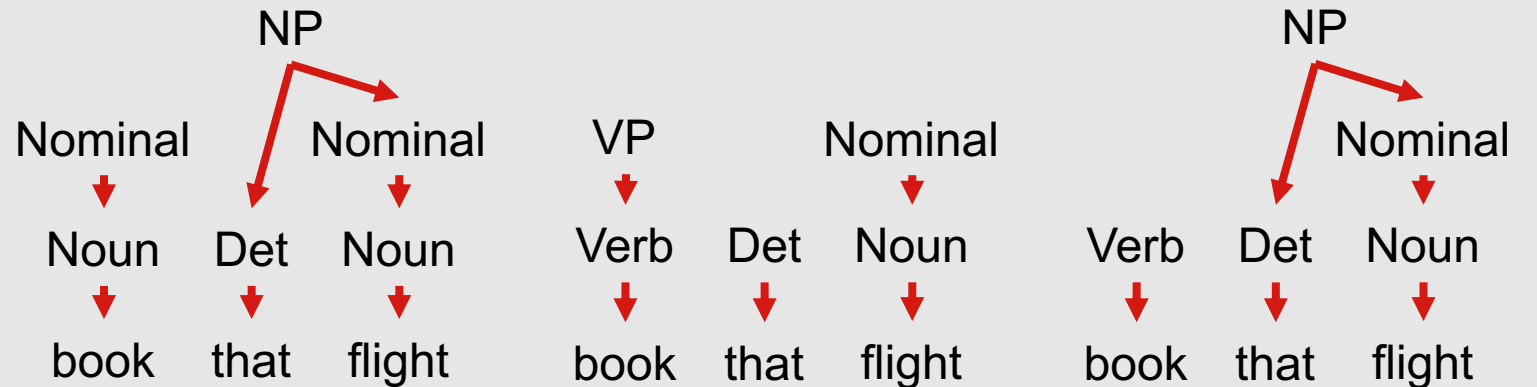 NP NP
Nominal Nominal VP Nominal Nominal
Noun Det Noun Verb Det Noun Verb Det Noun
book that flight book that flight book that flight